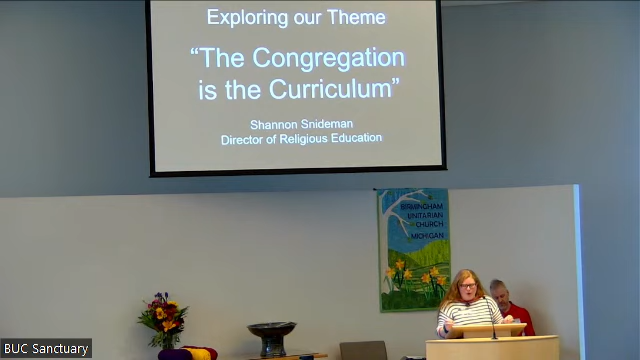 Exploring our Theme
“The Congregation
is the Curriculum”
Shannon Snideman
Director of Religious Education
BIRMINGHAM
UNITARIAN
CHURCH
MICHIGAN
BUC Sanctuary